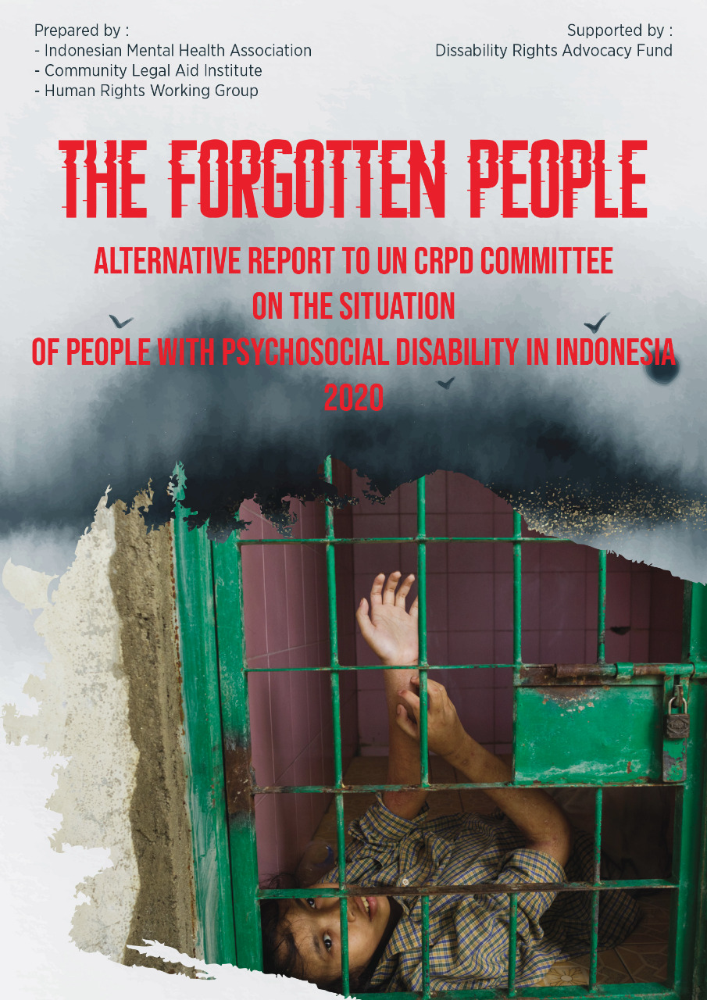 Prepared by :
- Indonesian Mental Health Association
- Community Legal Aid Institute
- Human Rights Working Group
Supported by :
Dissability Rights Advocacy Fund
THE FORGOTTEN PEOPLE
ALTERNATIVE REPORT TO UN CRPD COMMITTEE
ON THE SITUATION
OF PEOPLE WITH PSYCHOSOCIAL DISABILITY IN INDONESIA
2020